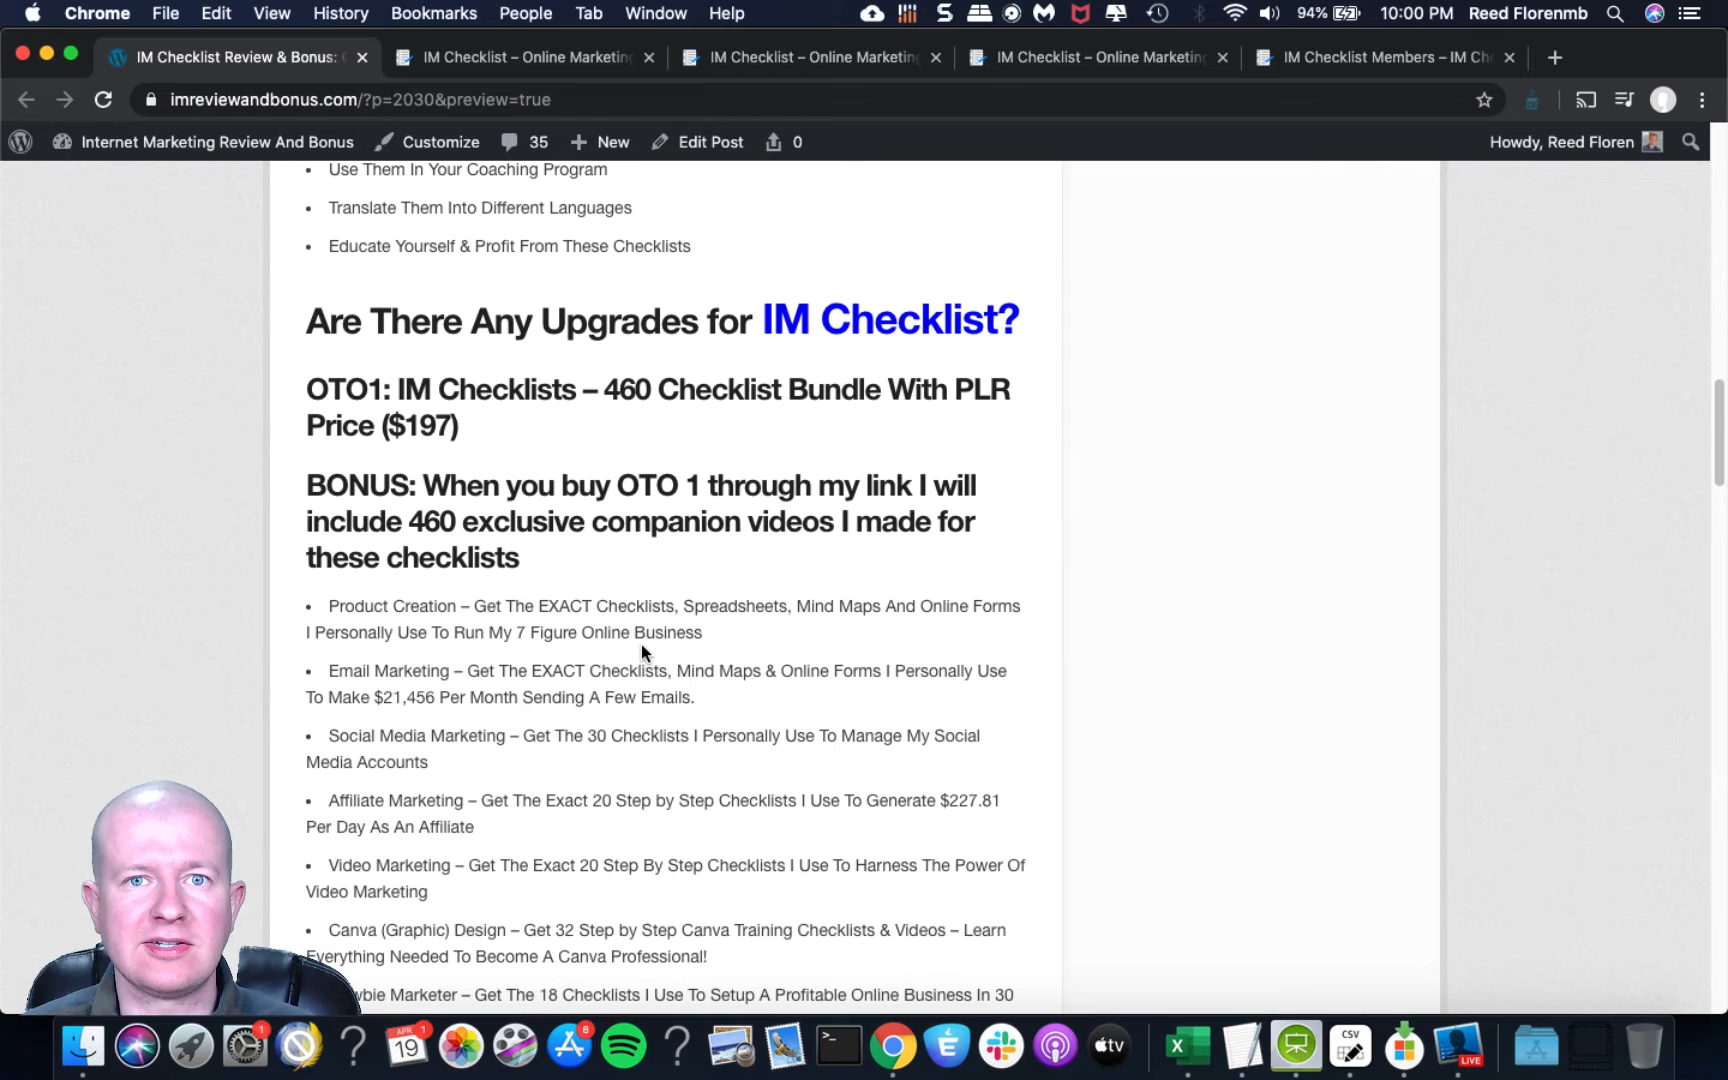 Chrome File Edit View History Bookmarks People Tab Window Help 94% 10:00 PM Reed Florenmb
IM Checklist Review & Bonus: IM Checklist – Online Marketing IM Checklist – Online Marketing IM Checklist – Online Marketing IM Checklist Members – IM Che
imreviewandbonus.com/?p=2030&preview=true
Internet Marketing Review And Bonus Customize 35 New Edit Post 0 Howdy, Reed Floren
• Use Them In Your Coaching Program
• Translate Them Into Different Languages
• Educate Yourself & Profit From These Checklists
Are There Any Upgrades for IM Checklist?
OTO1: IM Checklists – 460 Checklist Bundle With PLR
Price ($197)
BONUS: When you buy OTO 1 through my link I will
include 460 exclusive companion videos I made for
these checklists
• Product Creation – Get The EXACT Checklists, Spreadsheets, Mind Maps And Online Forms
I Personally Use To Run My 7 Figure Online Business
• Email Marketing – Get The EXACT Checklists, Mind Maps & Online Forms I Personally Use
To Make $21,456 Per Month Sending A Few Emails.
• Social Media Marketing – Get The 30 Checklists I Personally Use To Manage My Social
Media Accounts
• Affiliate Marketing – Get The Exact 20 Step by Step Checklists I Use To Generate $227.81
Per Day As An Affiliate
• Video Marketing – Get The Exact 20 Step By Step Checklists I Use To Harness The Power Of
Video Marketing
• Canva (Graphic) Design – Get 32 Step by Step Canva Training Checklists & Videos – Learn
Everything Needed To Become A Canva Professional!
wbie Marketer – Get The 18 Checklists I Use To Setup A Profitable Online Business In 30
1 APR 19 1 8 tv X CSV LIVE